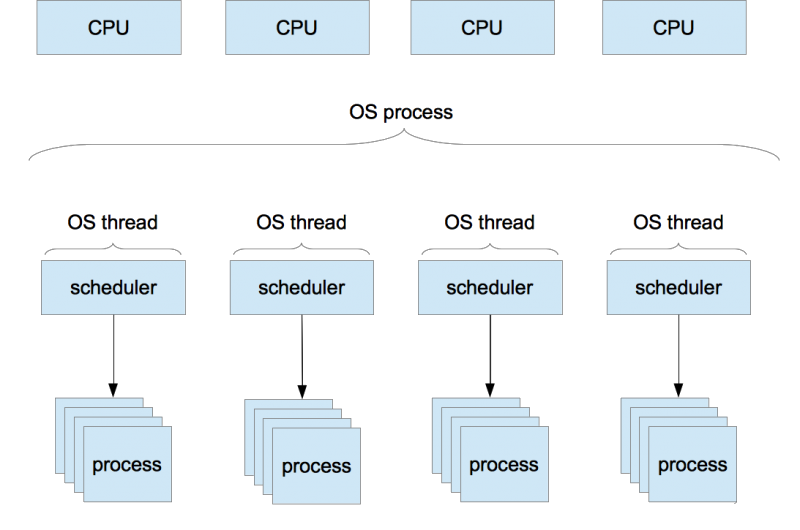 CPU CPU CPU CPU
OS process
OS thread OS thread OS thread OS thread
scheduler scheduler scheduler scheduler
process process process process